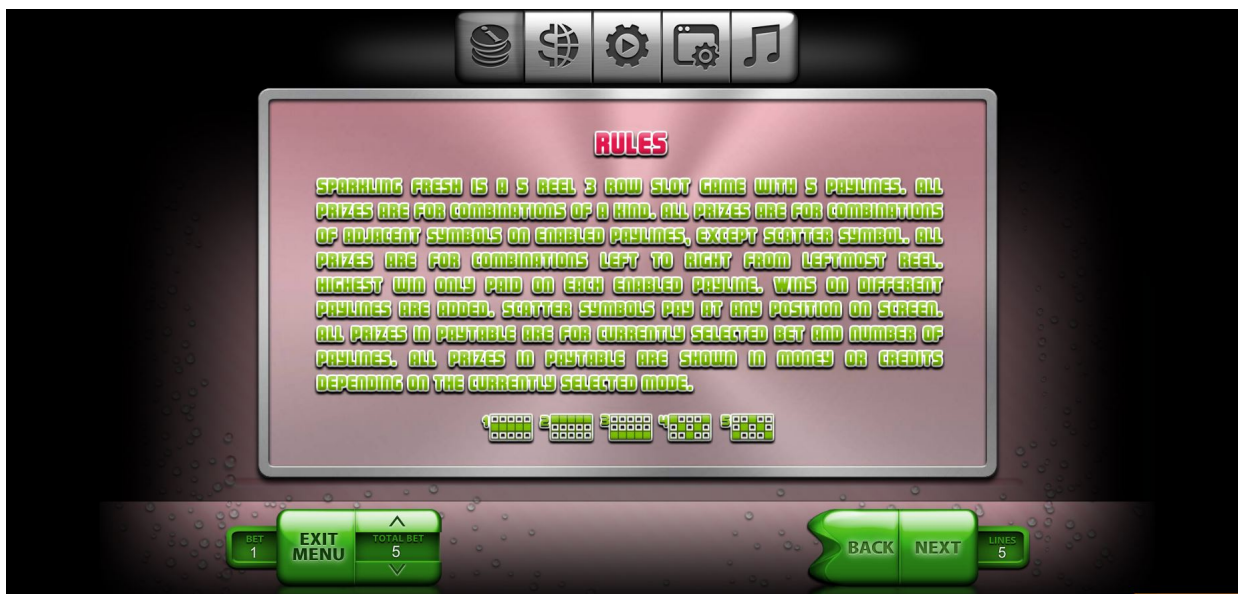 RULES
SPARKLING FRESH IS A 5 REEL 3 ROW SLOT GAME WITH 5 PAYLINES. ALL
PRIZES ARE FOR COMBINATIONS OF A KIND. ALL PRIZES ARE FOR COMBINATIONS
OF ADJACENT SYMBOLS ON ENABLED PAYLINES, EXCEPT SCATTER SYMBOL. ALL
PRIZES ARE FOR COMBINATIONS LEFT TO RIGHT FROM LEFTMOST REEL.
HIGHEST WIN ONLY PAID ON EACH ENABLED PAYLINE. WINS ON DIFFERENT
PAYLINES ARE ADDED. SCATTER SYMBOLS PAY AT ANY POSITION ON SCREEN.
ALL PRIZES IN PAYTABLE ARE FOR CURRENTLY SELECTED BET AND NUMBER OF
PAYLINES. ALL PRIZES IN PAYTABLE ARE SHOWN IN MONEY OR CREDITS
DEPENDING ON THE CURRENTLY SELECTED MODE.
1 2 3 4 5
BET
1
EXIT
MENU
TOTAL BET
5
BACK
NEXT
LINES
5